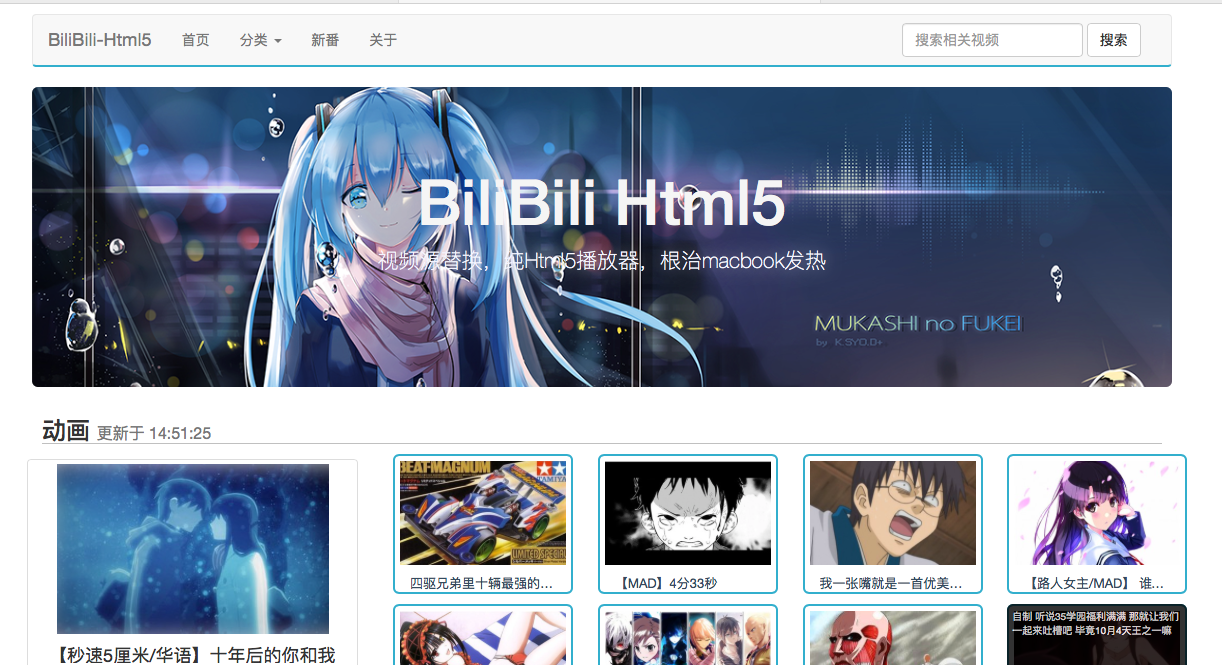 BiliBili-Html5 首页 分类 新番 关于 搜索相关视频 搜索
BiliBili Html5
视频源替换，纯Html5播放器，根治macbook发热
MUKASHI no FUKEI
by K.SYO.D+
动画 更新于 14:51:25
BEAT-MAGNUM
TAMIYA
LIMITED SPECIAL
四驱兄弟里十辆最强的...
【MAD】4分33秒
我一张嘴就是一首优美...
【路人女主/MAD】 谁...
【秒速5厘米/华语】十年后的你和我
自制 听说35学园福利满满 那就让我们
一起来吐槽吧 毕竟10月4天王之一嘛